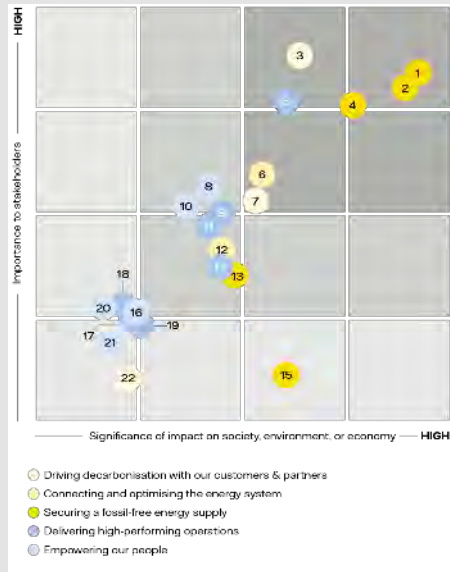 HIGH
Importance to stakeholders
3
1
2
4
6
8
7
10
12
13
18
20
16
19
17
21
22
15
Significance of impact on society, environment, or economy
HIGH
Driving decarbonisation with our customers & partners
Connecting and optimising the energy system
Securing a fossil-free energy supply
Delivering high-performing operations
Empowering our people